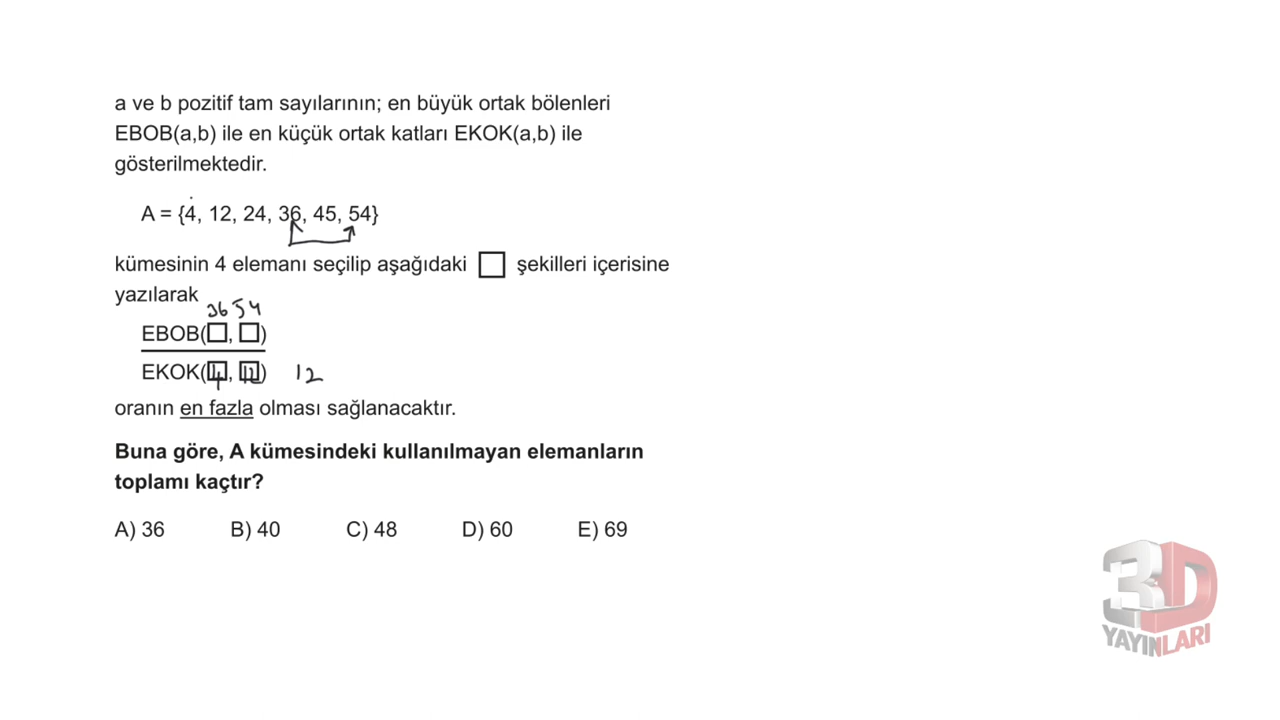 a ve b pozitif tam sayılarının; en büyük ortak bölenleri
EBOB(a,b) ile en küçük ortak katları EKOK(a,b) ile
gösterilmektedir.
A = {4, 12, 24, 36, 45, 54}
kümesinin 4 elemanı seçilip aşağıdaki □ şekilleri içerisine
yazılarak
36 54
EBOB(□, □)
EKOK(□, □) 12
4 12
oranın en fazla olması sağlanacaktır.
Buna göre, A kümesindeki kullanılmayan elemanların
toplamı kaçtır?
A) 36 B) 40 C) 48 D) 60 E) 69
3D
YAYINLARI